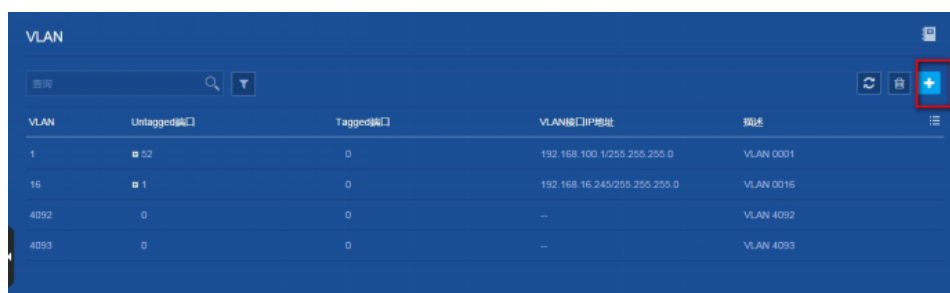 VLAN
查询
VLAN Untagged端口 Tagged端口 VLAN接口IP地址 描述
1 52 0 192.168.100.1/255.255.255.0 VLAN 0001
16 1 0 192.168.16.245/255.255.255.0 VLAN 0016
4092 0 0 -- VLAN 4092
4093 0 0 -- VLAN 4093